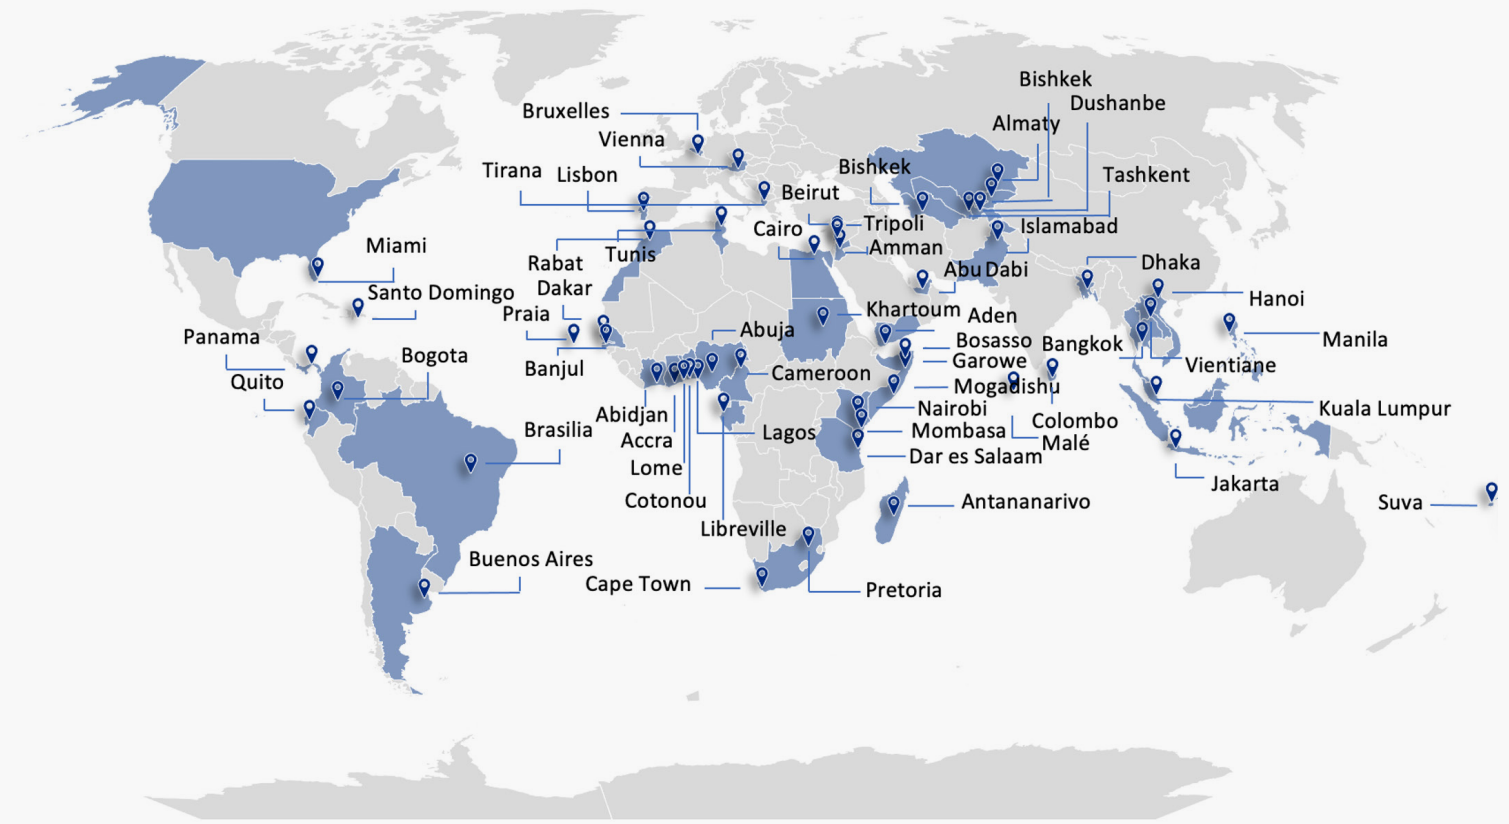 Bishkek
Dushanbe
Bruxelles
Almaty
Vienna
Tirana
Lisbon
Bishkek
Tashkent
Beirut
Cairo
Tripoli
Islamabad
Tunis
Amman
Miami
Rabat
Abu Dabi
Dhaka
Santo Domingo
Dakar
Hanoi
Praia
Khartoum
Aden
Panama
Abuja
Bosasso
Bangkok
Manila
Bogota
Banjul
Garowe
Vientiane
Quito
Cameroon
Mogadishu
Abidjan
Nairobi
Kuala Lumpur
Brasilia
Accra
Lagos
Mombasa
Colombo
Malé
Lome
Dar es Salaam
Jakarta
Cotonou
Antananarivo
Suva
Libreville
Buenos Aires
Cape Town
Pretoria